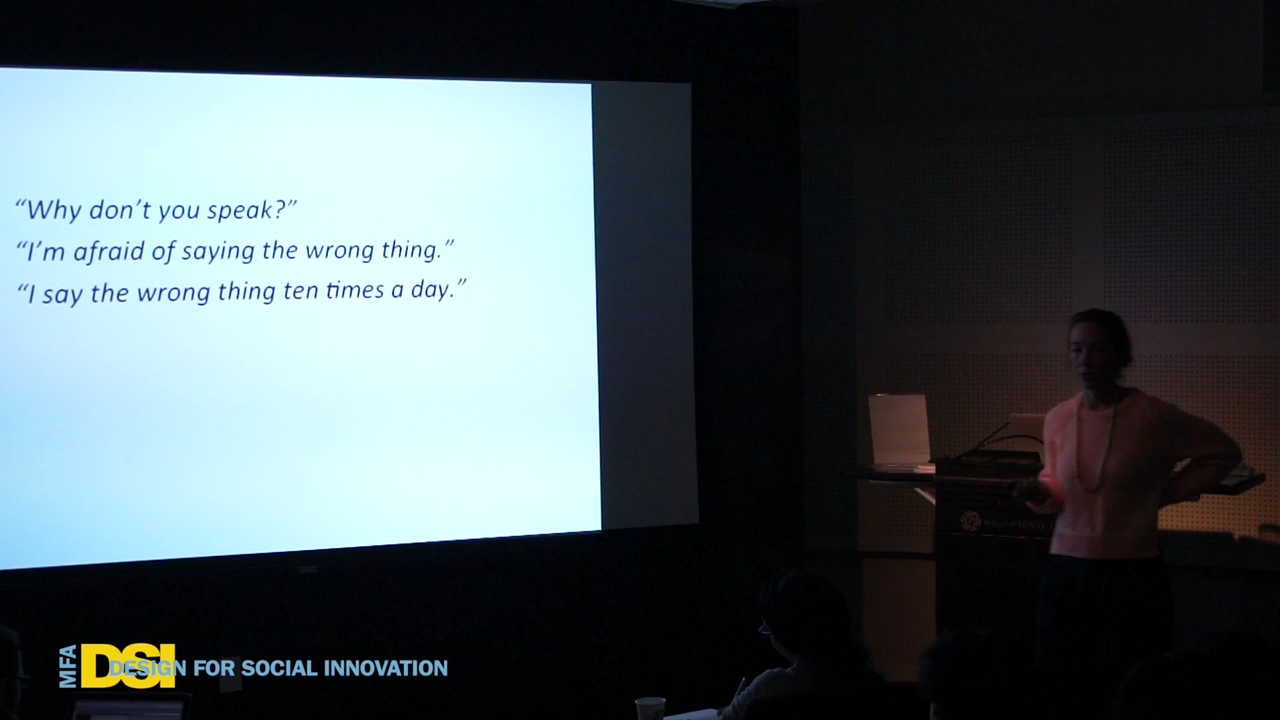 “Why don’t you speak?”
“I’m afraid of saying the wrong thing.”
“I say the wrong thing ten times a day.”
MFA DSI
DESIGN FOR SOCIAL INNOVATION